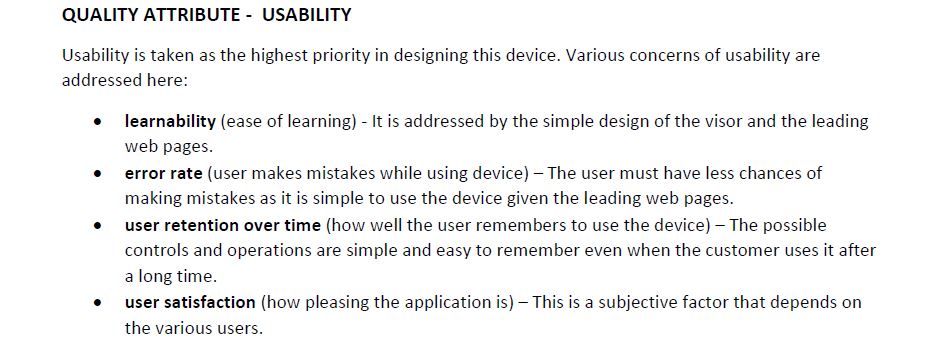 QUALITY ATTRIBUTE - USABILITY
Usability is taken as the highest priority in designing this device. Various concerns of usability are
addressed here:
• learnability (ease of learning) - It is addressed by the simple design of the visor and the leading
web pages.
• error rate (user makes mistakes while using device) – The user must have less chances of
making mistakes as it is simple to use the device given the leading web pages.
• user retention over time (how well the user remembers to use the device) – The possible
controls and operations are simple and easy to remember even when the customer uses it after
a long time.
• user satisfaction (how pleasing the application is) – This is a subjective factor that depends on
the various users.